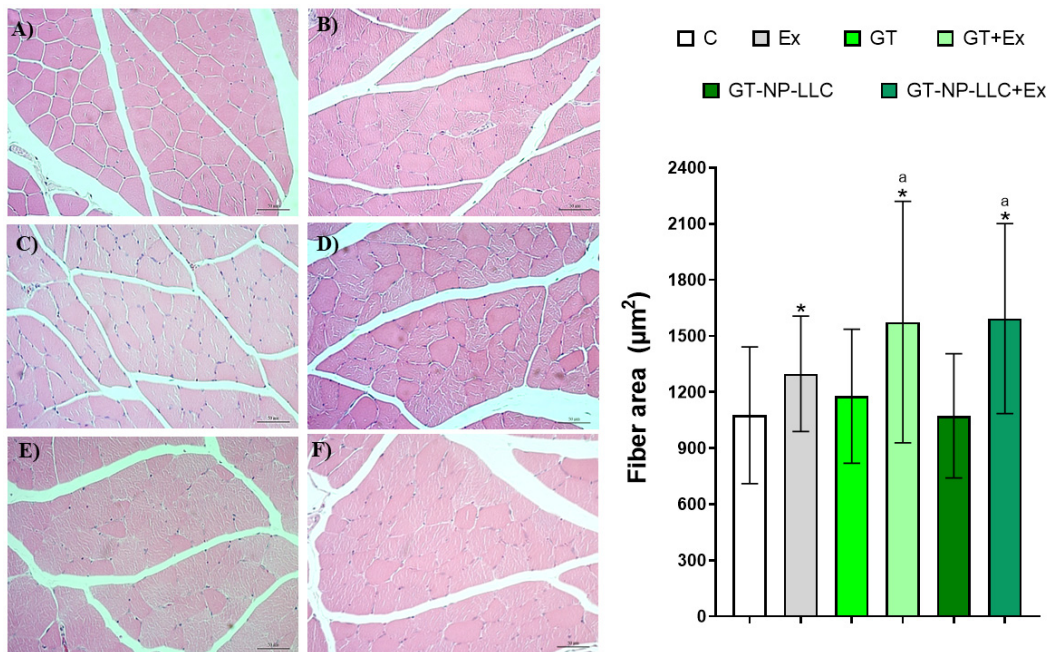 A)
B)
C)
D)
E)
F)
C Ex GT GT+Ex
GT-NP-LLC GT-NP-LLC+Ex
Fiber area (µm²)
2400
2100
1800
1500
1200
900
600
300
0
*
a
*
a
*